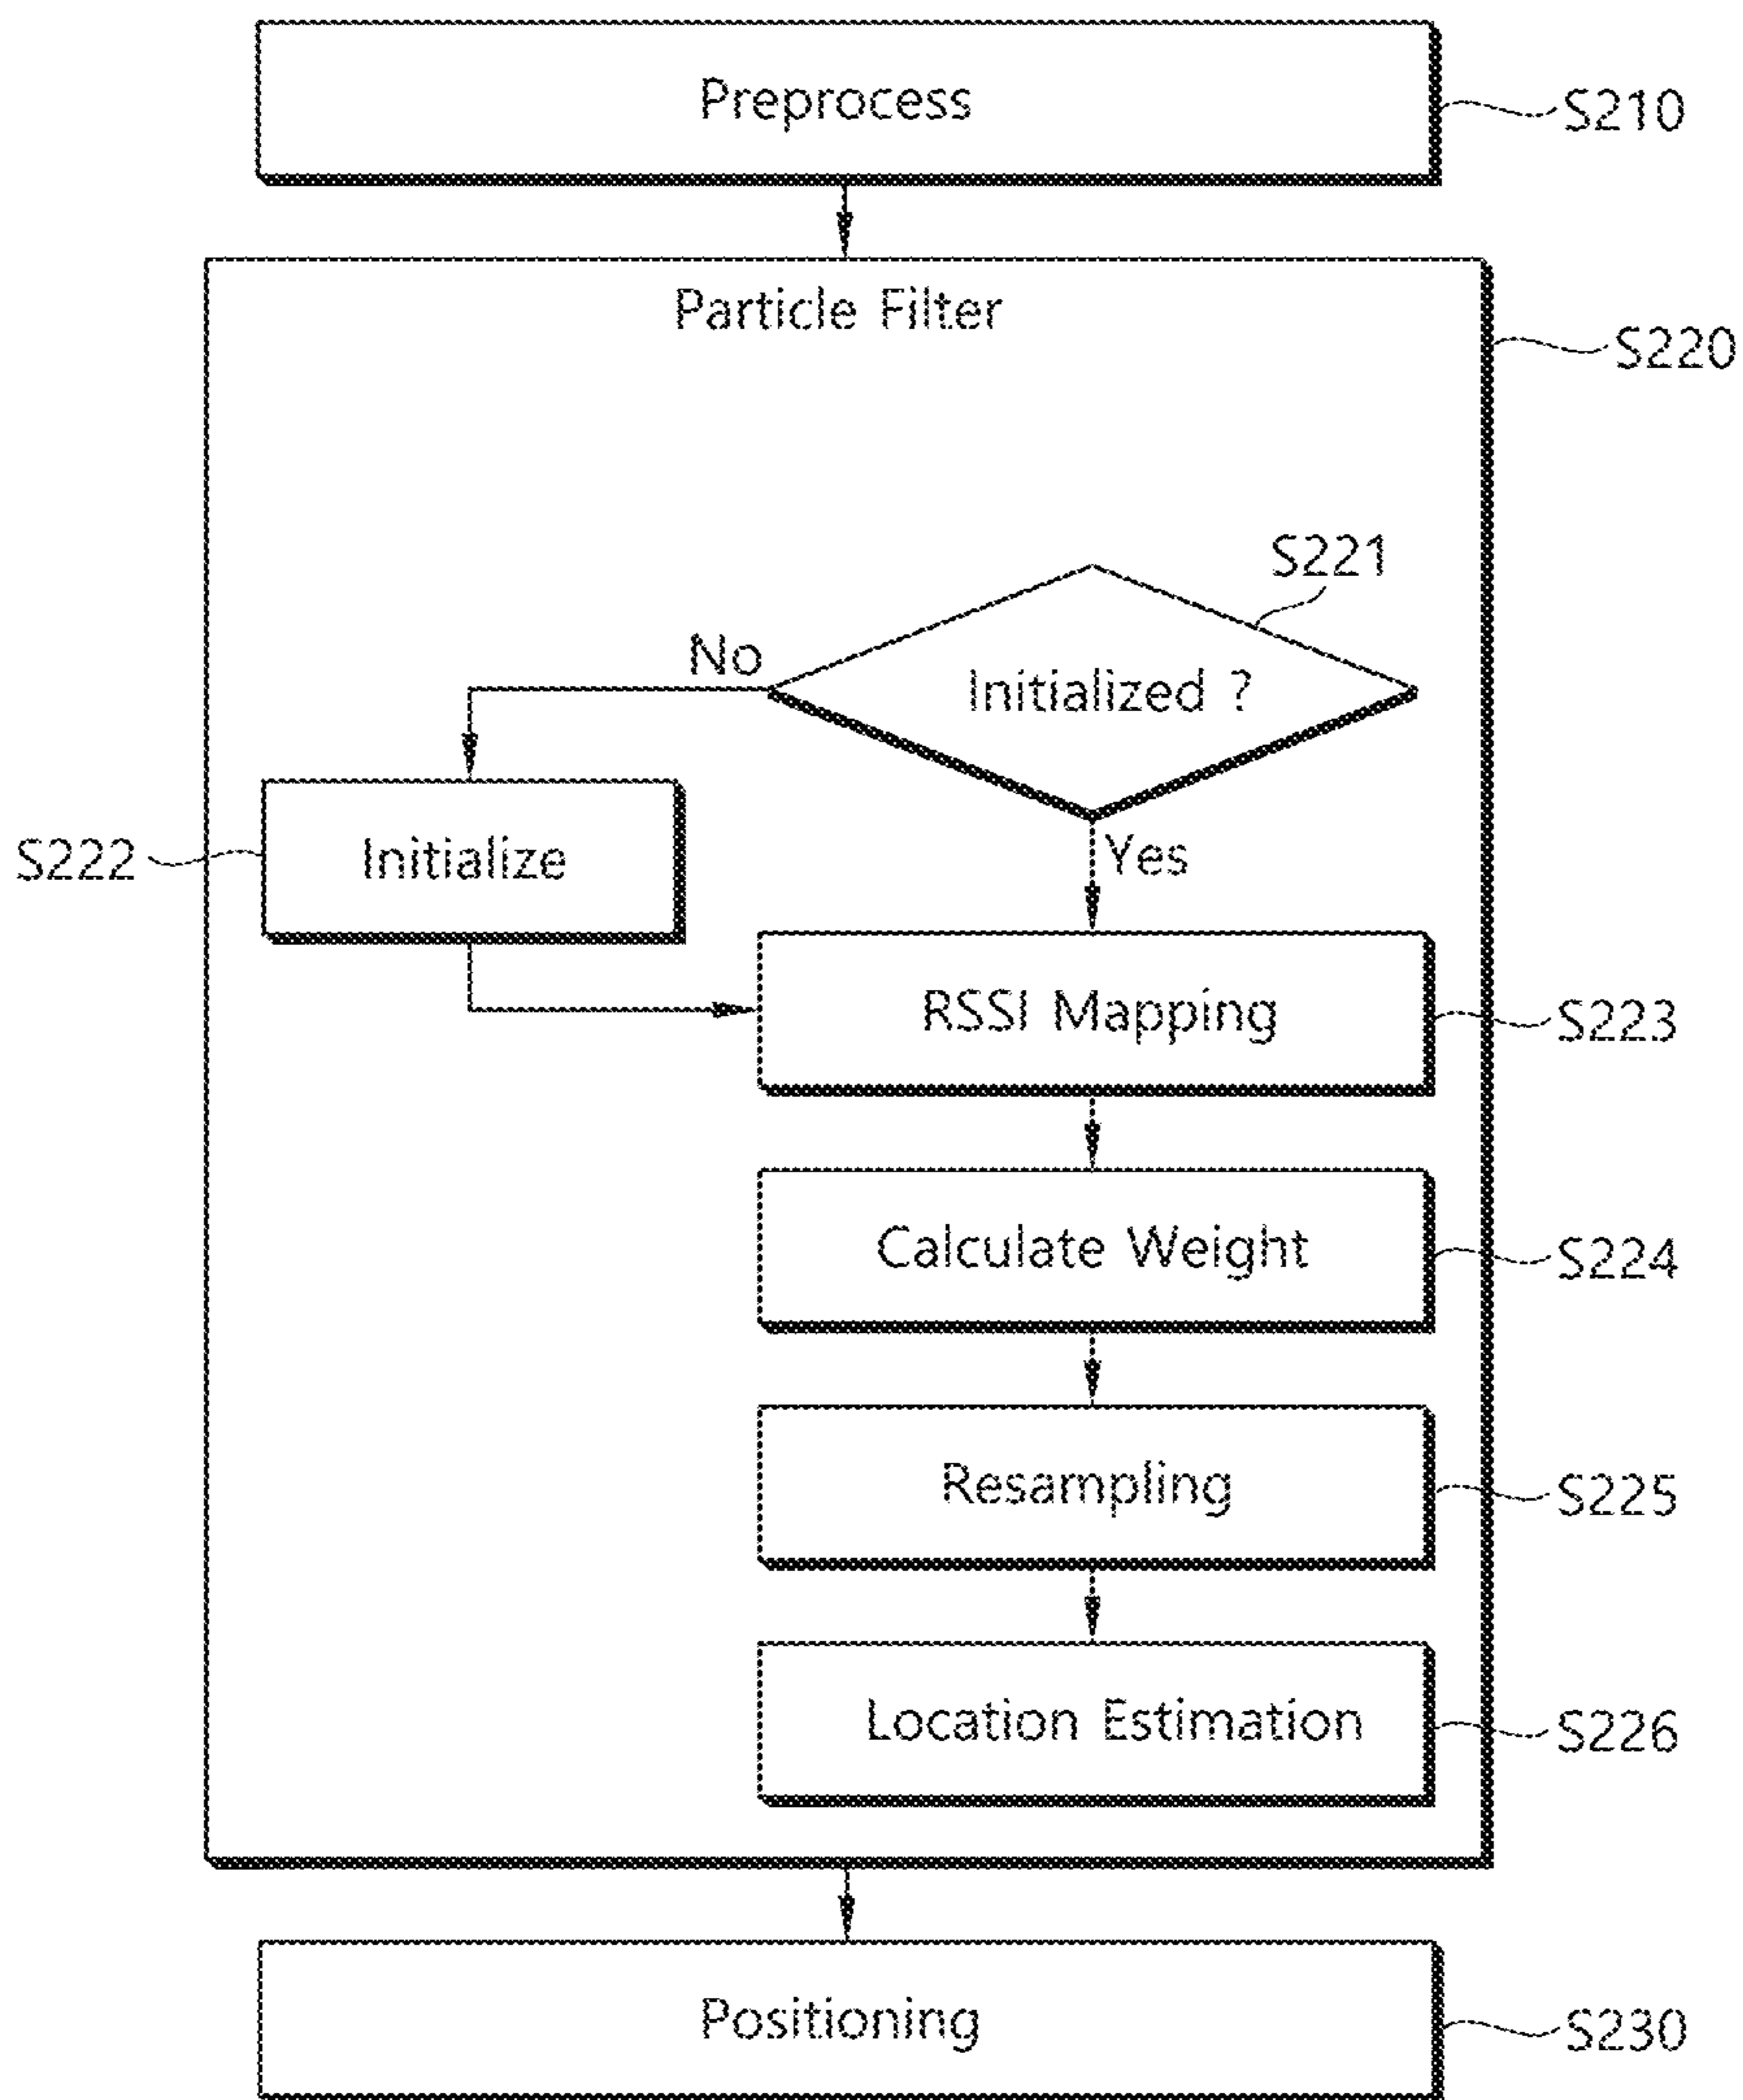 Preprocess
S210
Particle Filter
S220
S221
No
Initialized ?
S222
Initialize
Yes
RSSI Mapping
S223
Calculate Weight
S224
Resampling
S225
Location Estimation
S226
Positioning
S230